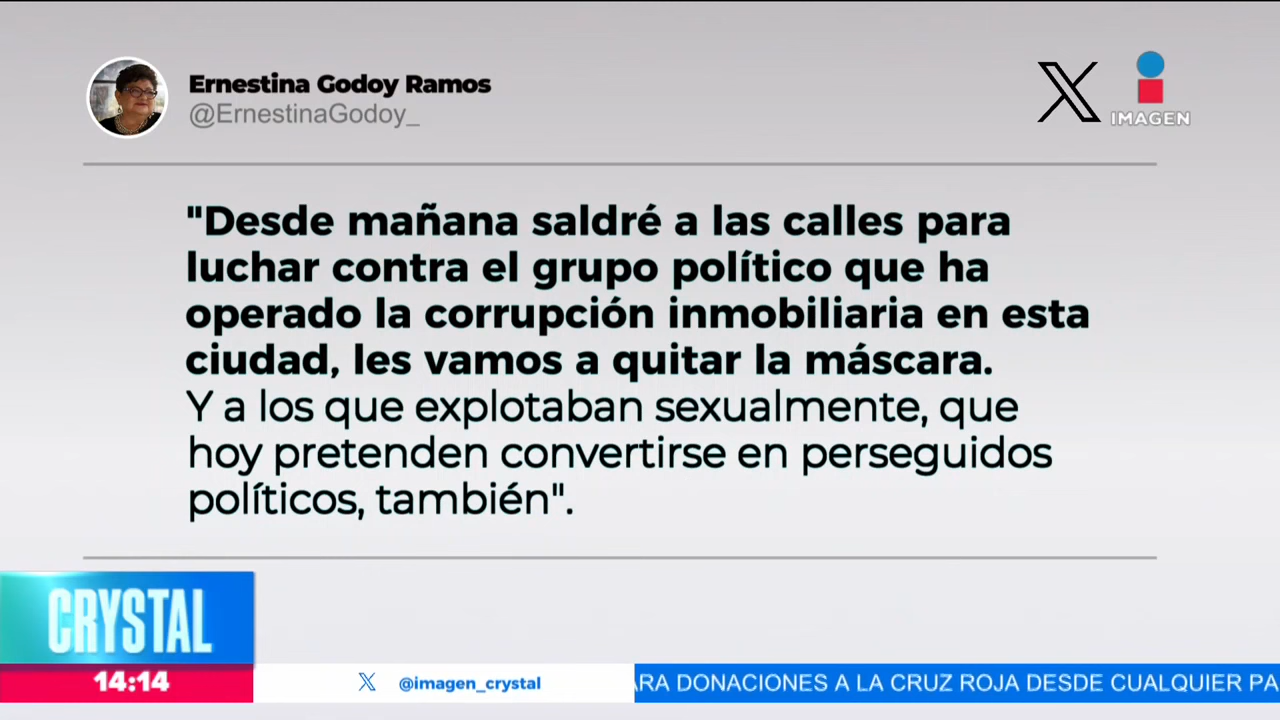 Ernestina Godoy Ramos
@ErnestinaGodoy_
IMAGEN
"Desde mañana saldré a las calles para
luchar contra el grupo político que ha
operado la corrupción inmobiliaria en esta
ciudad, les vamos a quitar la máscara.
Y a los que explotaban sexualmente, que
hoy pretenden convertirse en perseguidos
políticos, también".
CRYSTAL
14:14
@imagen_crystal
ARA DONACIONES A LA CRUZ ROJA DESDE CUALQUIER PA